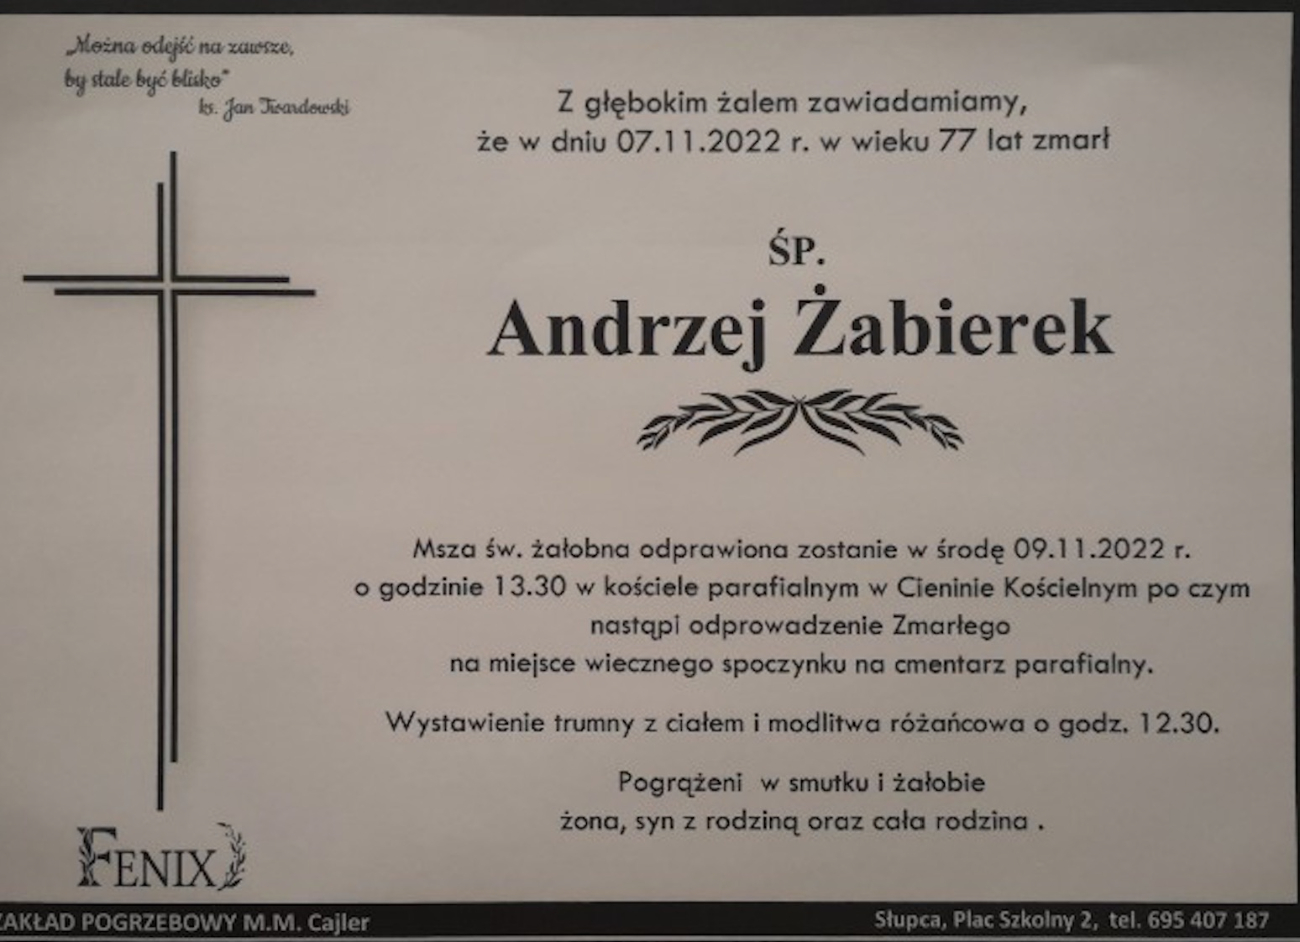 „Można odejść na zawsze,
by stale być blisko”
ks. Jan Twardowski
Z głębokim żalem zawiadamiamy,
że w dniu 07.11.2022 r. w wieku 77 lat zmarł
ŚP.
Andrzej Żabierek
Msza św. żałobna odprawiona zostanie w środę 09.11.2022 r.
o godzinie 13.30 w kościele parafialnym w Cieninie Kościelnym po czym
nastąpi odprowadzenie Zmarłego
na miejsce wiecznego spoczynku na cmentarz parafialny.
Wystawienie trumny z ciałem i modlitwa różańcowa o godz. 12.30.
Pogrążeni w smutku i żałobie
żona, syn z rodziną oraz cała rodzina .
FENIX
ZAKŁAD POGRZEBOWY M.M. Cajler
Słupca, Plac Szkolny 2, tel. 695 407 187